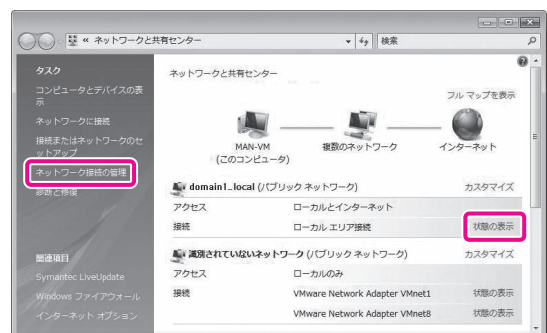 « ネットワークと共有センター
検索
タスク
コンピュータとデバイスの表
示
ネットワークに接続
接続またはネットワークのセ
ットアップ
ネットワーク接続の管理
診断と修復
関連項目
Symantec LiveUpdate
Windows ファイアウォール
インターネット オプション
ネットワークと共有センター
フル マップを表示
MAN-VM
(このコンピュータ)
複数のネットワーク
インターネット
domain1_local (パブリック ネットワーク) カスタマイズ
アクセス ローカルとインターネット
接続 ローカル エリア接続 状態の表示
識別されていないネットワーク (パブリック ネットワーク) カスタマイズ
アクセス ローカルのみ
接続 VMware Network Adapter VMnet1 状態の表示
VMware Network Adapter VMnet8 状態の表示